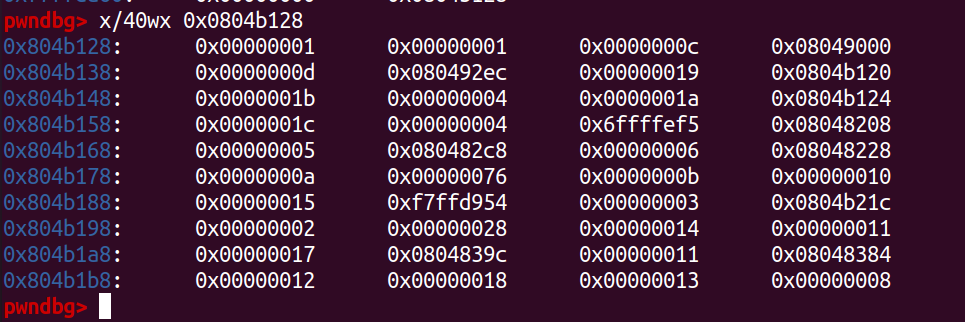 pwndbg> x/40wx 0x0804b128
0x804b128: 0x00000001 0x00000001 0x0000000c 0x08049000
0x804b138: 0x0000000d 0x080492ec 0x00000019 0x0804b120
0x804b148: 0x0000001b 0x00000004 0x0000001a 0x0804b124
0x804b158: 0x0000001c 0x00000004 0x6ffffef5 0x08048208
0x804b168: 0x00000005 0x080482c8 0x00000006 0x08048228
0x804b178: 0x0000000a 0x00000076 0x0000000b 0x00000010
0x804b188: 0x00000015 0xf7ffd954 0x00000003 0x0804b21c
0x804b198: 0x00000002 0x00000028 0x00000014 0x00000011
0x804b1a8: 0x00000017 0x0804839c 0x00000011 0x08048384
0x804b1b8: 0x00000012 0x00000018 0x00000013 0x00000008
pwndbg>